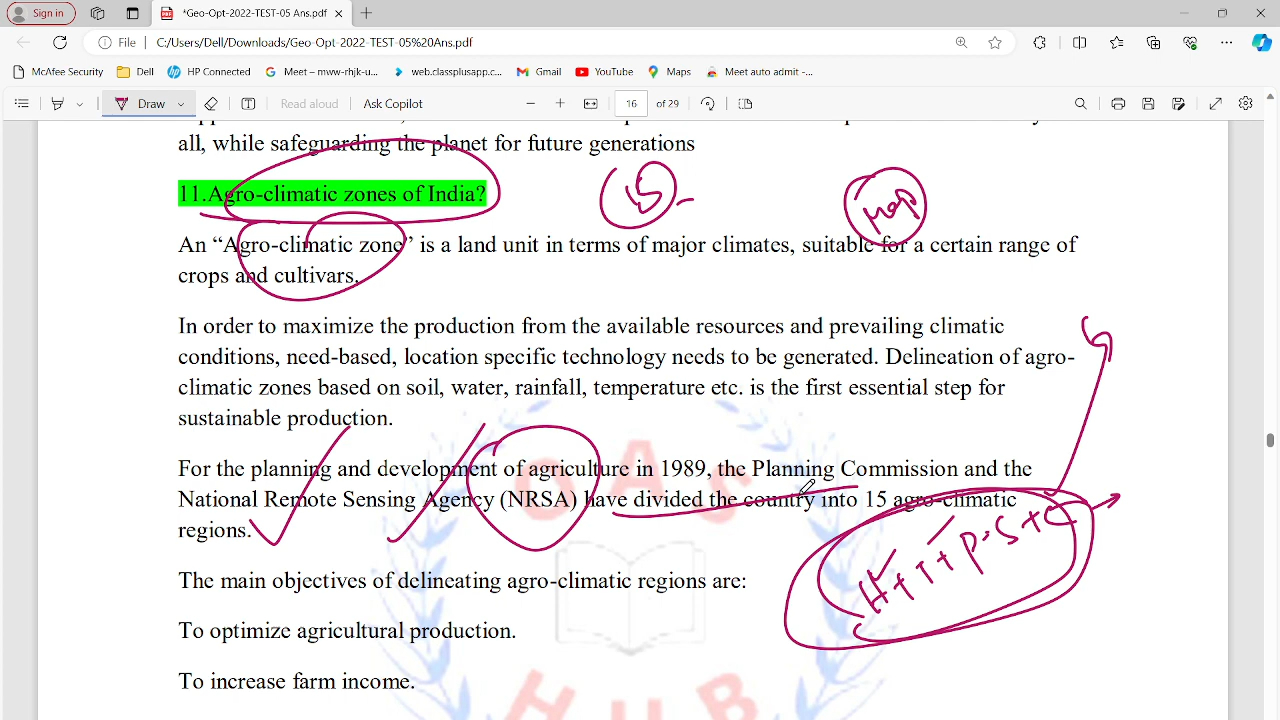 Sign in
*Geo-Opt-2022-TEST-05 Ans.pdf
File
C:/Users/Dell/Downloads/Geo-Opt-2022-TEST-05%20Ans.pdf
McAfee Security Dell HP Connected Meet – mvw-rhjk-u... web.classplusapp.c... Gmail YouTube Maps Meet auto admit -...
Draw Read aloud Ask Copilot 16 of 29
all, while safeguarding the planet for future generations
11.Agro-climatic zones of India?
15
Map
An “Agro-climatic zone” is a land unit in terms of major climates, suitable for a certain range of
crops and cultivars.
In order to maximize the production from the available resources and prevailing climatic
conditions, need-based, location specific technology needs to be generated. Delineation of agro-
climatic zones based on soil, water, rainfall, temperature etc. is the first essential step for
sustainable production.
For the planning and development of agriculture in 1989, the Planning Commission and the
National Remote Sensing Agency (NRSA) have divided the country into 15 agro-climatic
regions.
The main objectives of delineating agro-climatic regions are:
To optimize agricultural production.
To increase farm income.
OAS
HUB